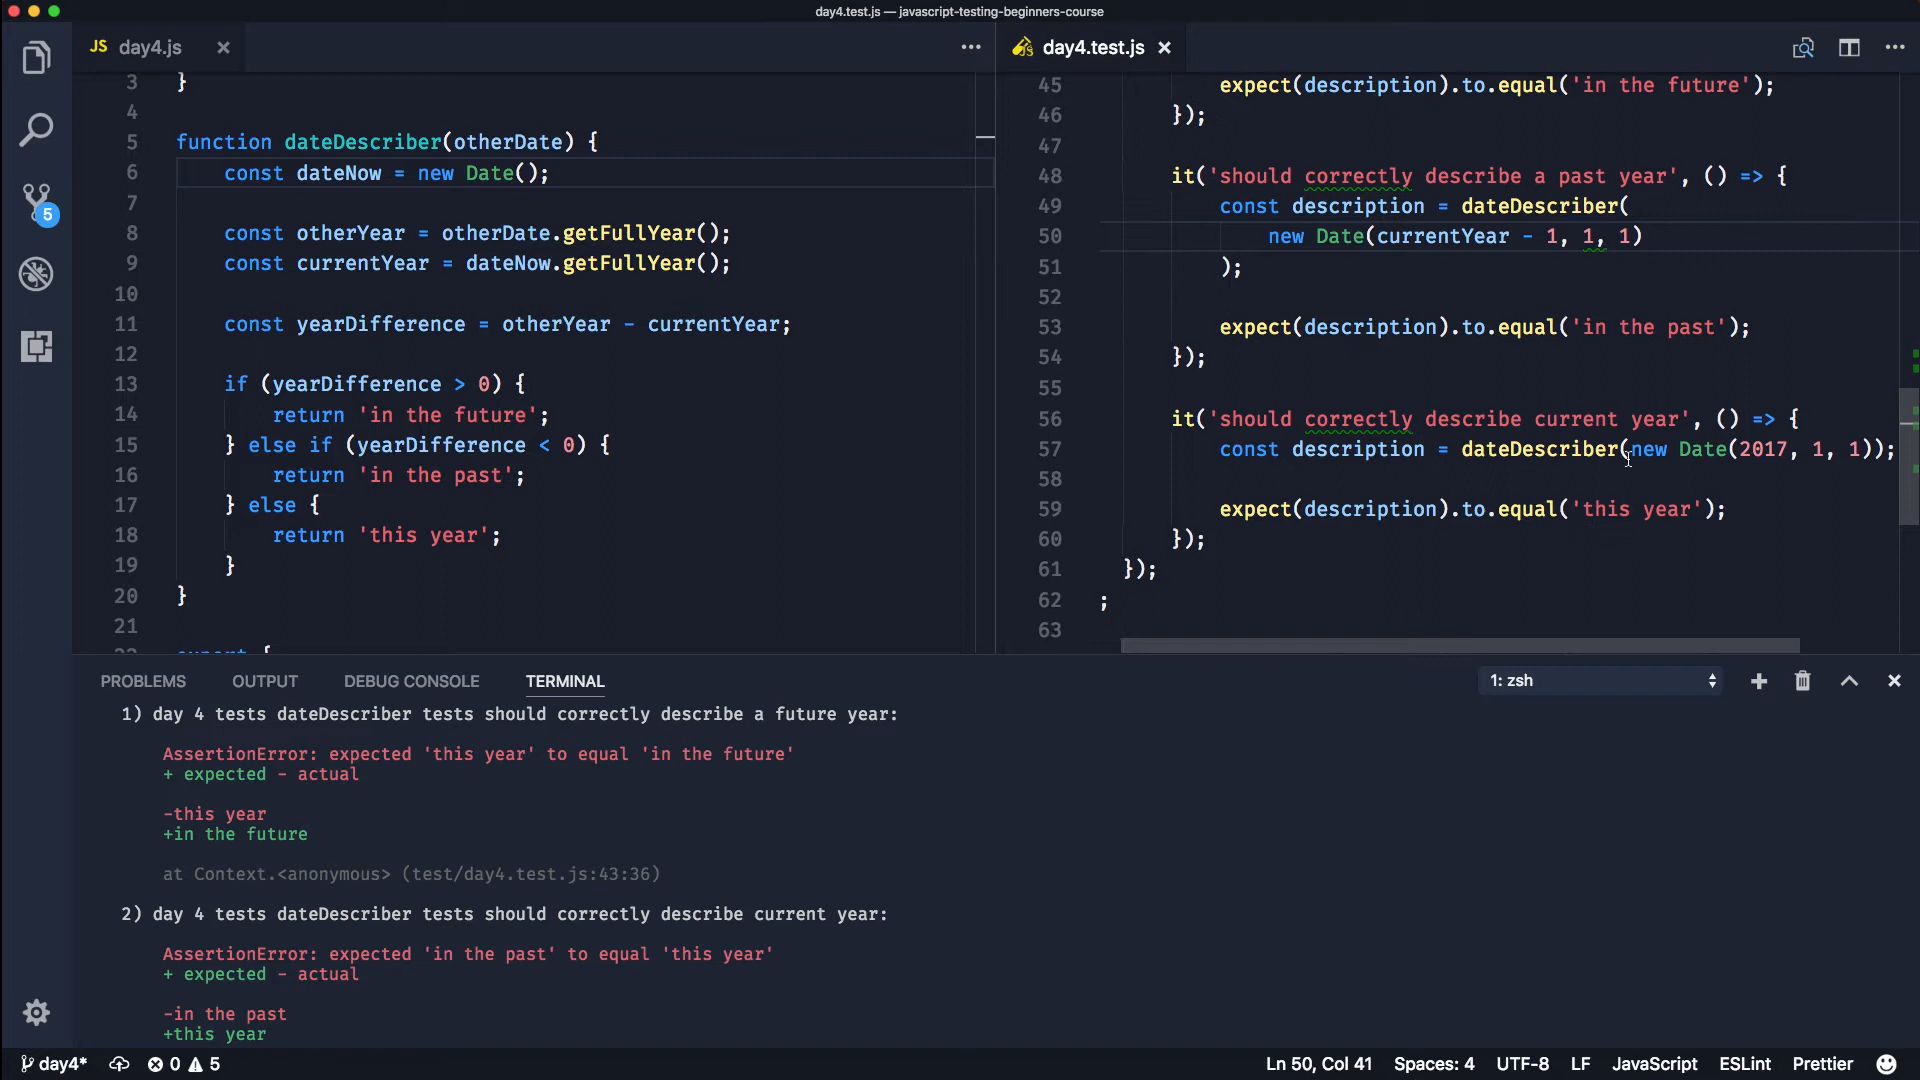 day4.test.js — javascript-testing-beginners-course
JS day4.js
day4.test.js
3 }
4
5 function dateDescriber(otherDate) {
6 const dateNow = new Date();
7
8 const otherYear = otherDate.getFullYear();
9 const currentYear = dateNow.getFullYear();
10
11 const yearDifference = otherYear - currentYear;
12
13 if (yearDifference > 0) {
14 return 'in the future';
15 } else if (yearDifference < 0) {
16 return 'in the past';
17 } else {
18 return 'this year';
19 }
20 }
21
22 export {
45 expect(description).to.equal('in the future');
46 });
47
48 it('should correctly describe a past year', () => {
49 const description = dateDescriber(
50 new Date(currentYear - 1, 1, 1)
51 );
52
53 expect(description).to.equal('in the past');
54 });
55
56 it('should correctly describe current year', () => {
57 const description = dateDescriber(new Date(2017, 1, 1));
58
59 expect(description).to.equal('this year');
60 });
61 });
62 ;
63
5
PROBLEMS OUTPUT DEBUG CONSOLE TERMINAL 1: zsh
1) day 4 tests dateDescriber tests should correctly describe a future year:
AssertionError: expected 'this year' to equal 'in the future'
+ expected - actual
-this year
+in the future
at Context.<anonymous> (test/day4.test.js:43:36)
2) day 4 tests dateDescriber tests should correctly describe current year:
AssertionError: expected 'in the past' to equal 'this year'
+ expected - actual
-in the past
+this year
day4* 0 5 Ln 50, Col 41 Spaces: 4 UTF-8 LF JavaScript ESLint Prettier